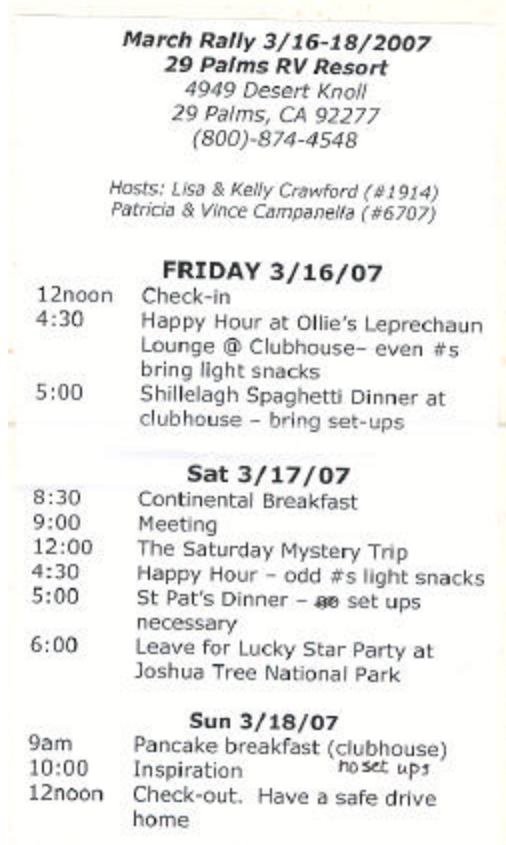 March Rally 3/16-18/2007
29 Palms RV Resort
4949 Desert Knoll
29 Palms, CA 92277
(800)-874-4548
Hosts: Lisa & Kelly Crawford (#1914)
Patricia & Vince Campanella (#6707)
FRIDAY 3/16/07
12noon Check-in
4:30 Happy Hour at Ollie's Leprechaun
Lounge @ Clubhouse– even #s
bring light snacks
5:00 Shillelagh Spaghetti Dinner at
clubhouse – bring set-ups
Sat 3/17/07
8:30 Continental Breakfast
9:00 Meeting
12:00 The Saturday Mystery Trip
4:30 Happy Hour – odd #s light snacks
5:00 St Pat's Dinner – no set ups
necessary
6:00 Leave for Lucky Star Party at
Joshua Tree National Park
Sun 3/18/07
9am Pancake breakfast (clubhouse)
no set ups
10:00 Inspiration
12noon Check-out. Have a safe drive
home